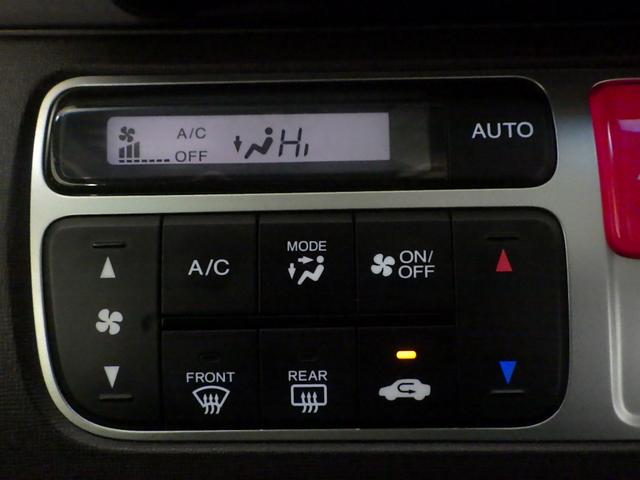 A/C
OFF
Hi
AUTO
A/C
MODE
ON/
OFF
FRONT
REAR